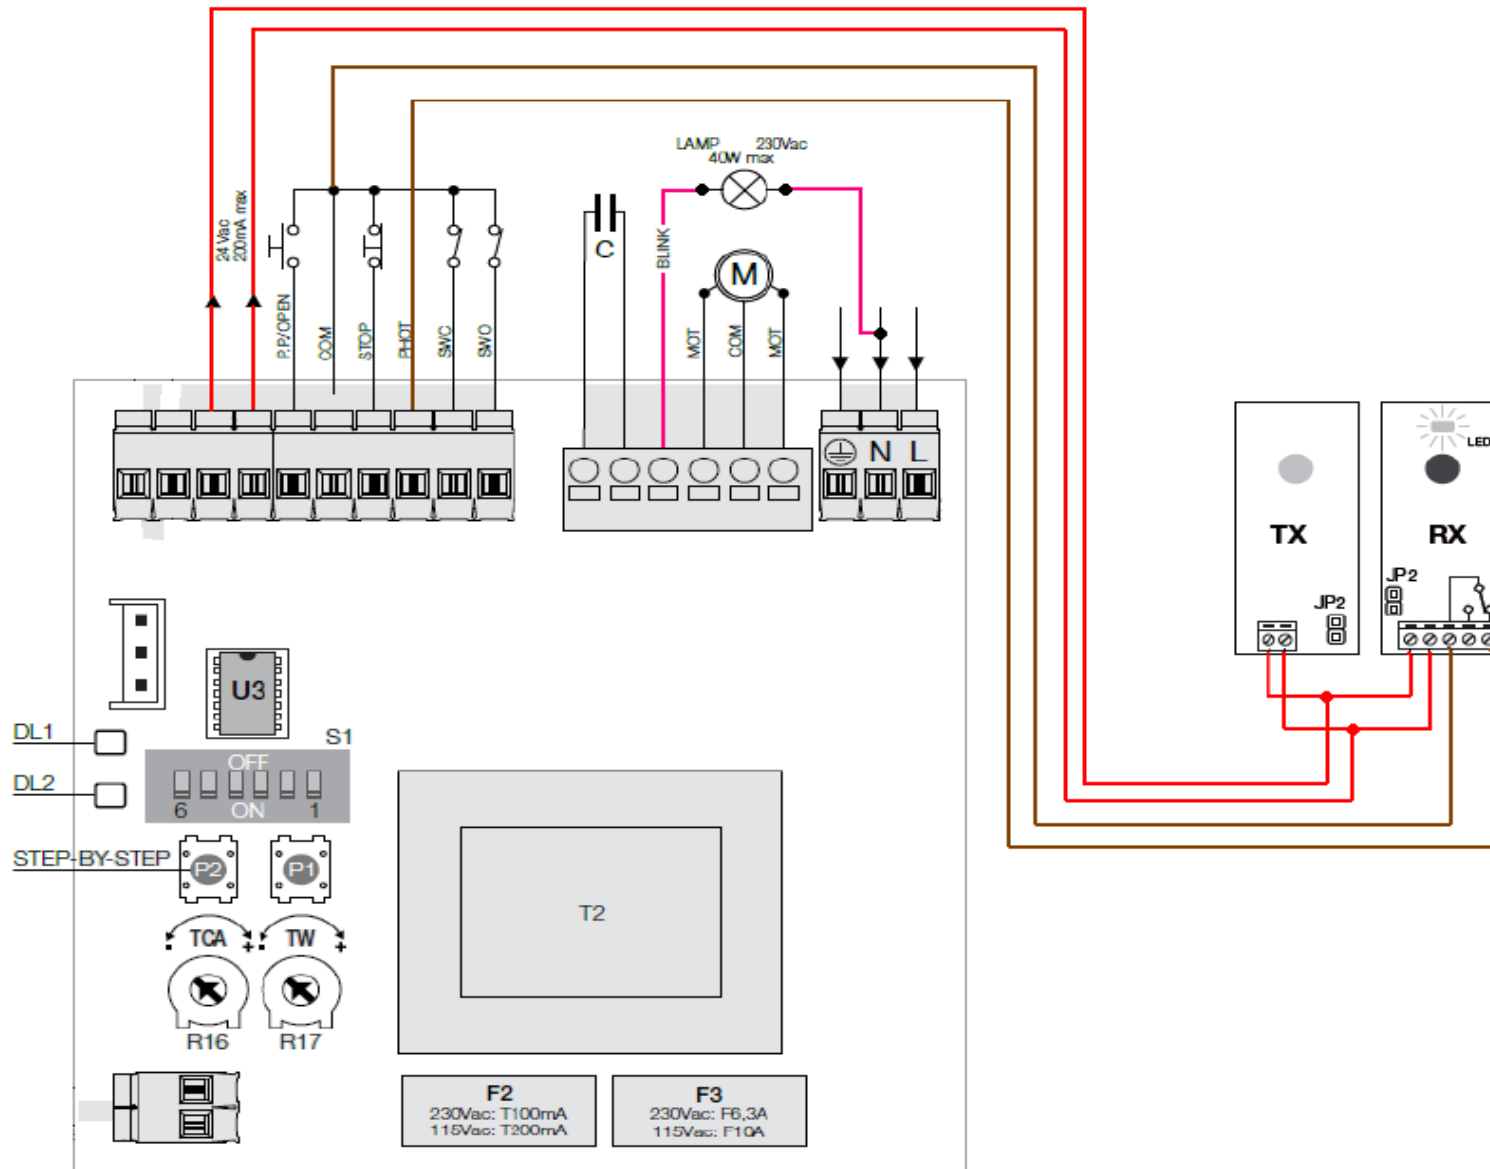 LAMP 230Vac
40W max
24 Vac
200mA max
P.P/OPEN
COM
STOP
PHOT
SWC
SWO
C
BLINK
M
MOT
COM
MOT
N L
LED
TX
RX
JP2
JP2
U3
S1
DL1
OFF
DL2
6 ON 1
STEP-BY-STEP
P2
P1
T2
- TCA +
- TW +
R16
R17
F2
230Vac: T100mA
115Vac: T200mA
F3
230Vac: F6,3A
115Vac: F10A